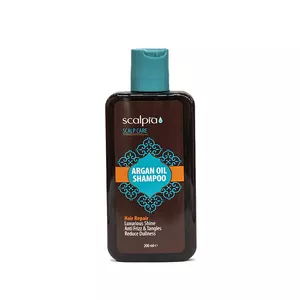 scalpia
SCALP CARE
ARGAN OIL
SHAMPOO
Hair Repair
Luxurious Shine
Anti Frizz & Tangles
Reduce Dullness
200 ml e